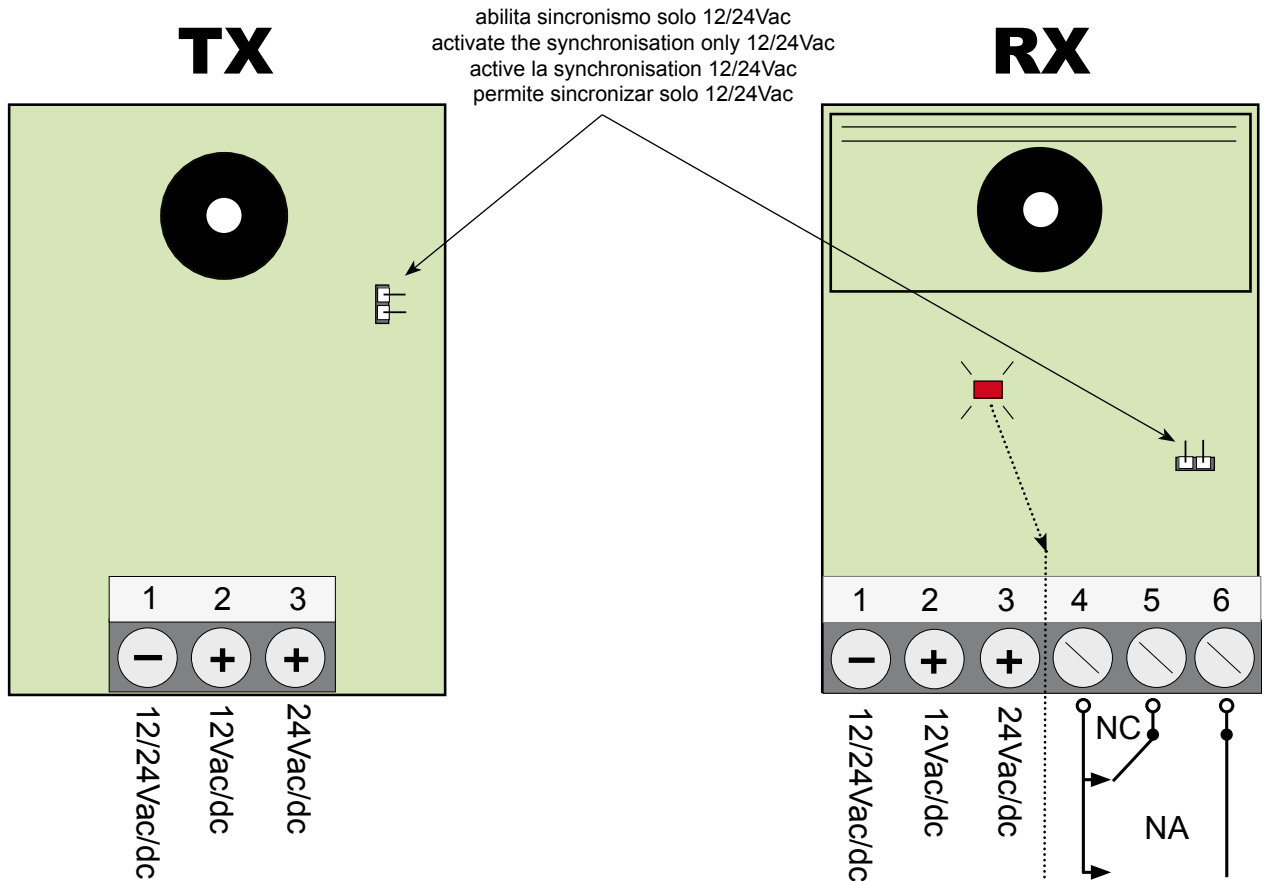 abilita sincronismo solo 12/24Vac
activate the synchronisation only 12/24Vac
active la synchronisation 12/24Vac
permite sincronizar solo 12/24Vac
TX
RX
1 2 3
− + +
12/24Vac/dc
12Vac/dc
24Vac/dc
1 2 3 4 5 6
− + +
12/24Vac/dc
12Vac/dc
24Vac/dc
NC
NA